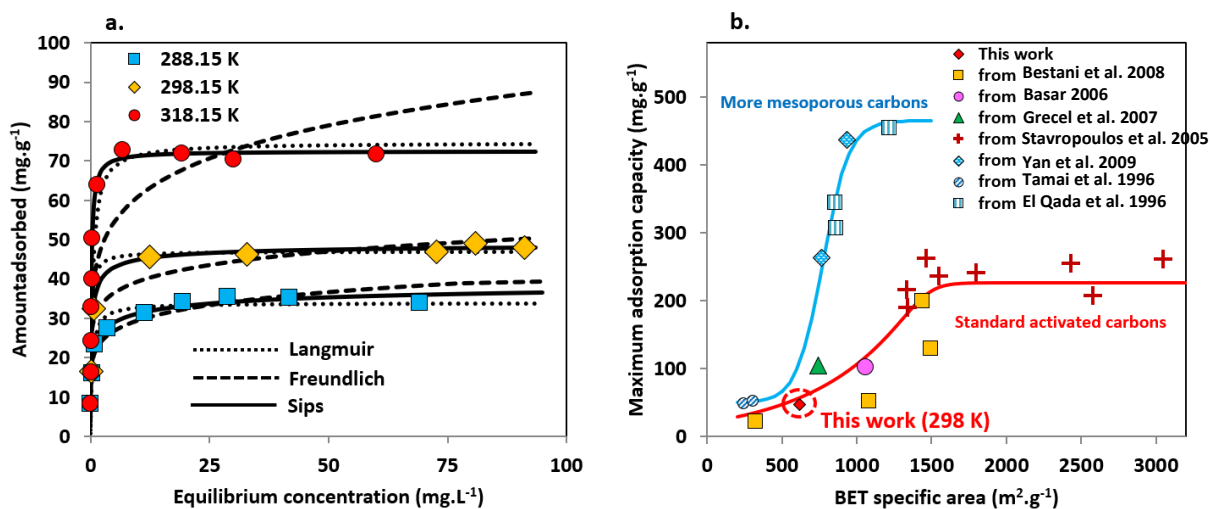 a.
100
90
80
70
60
50
40
30
20
10
0
Amountadsorbed (mg.g-1)
288.15 K
298.15 K
318.15 K
Langmuir
Freundlich
Sips
0 25 50 75 100
Equilibrium concentration (mg.L-1)
b.
500
400
300
200
100
0
Maximum adsorption capacity (mg.g-1)
This work
from Bestani et al. 2008
from Basar 2006
from Grecel et al. 2007
from Stavropoulos et al. 2005
from Yan et al. 2009
from Tamai et al. 1996
from El Qada et al. 1996
More mesoporous carbons
Standard activated carbons
This work (298 K)
0 500 1000 1500 2000 2500 3000
BET specific area (m2.g-1)